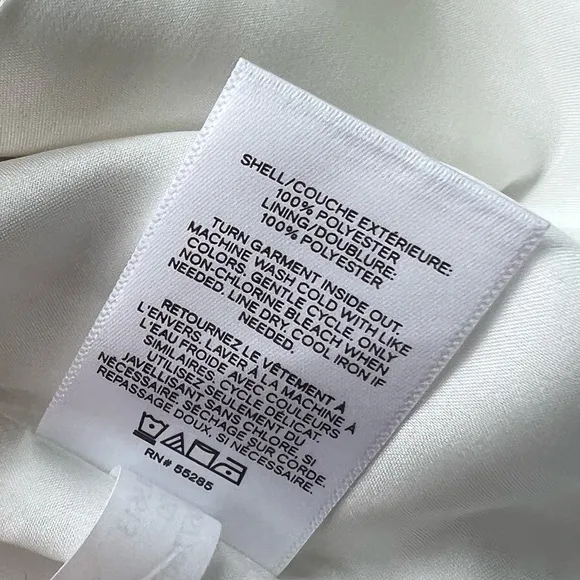 SHELL/COUCHE EXTÉRIEURE:
100% POLYESTER
LINING/DOUBLURE:
100% POLYESTER
TURN GARMENT INSIDE OUT.
MACHINE WASH COLD WITH LIKE
COLORS, GENTLE CYCLE. ONLY
NON-CHLORINE BLEACH WHEN
NEEDED. LINE DRY, COOL IRON IF
NEEDED.
RETOURNEZ LE VÊTEMENT À
L'ENVERS. LAVER À LA MACHINE À
L'EAU FROIDE AVEC COULEURS
SIMILAIRES, CYCLE DÉLICAT.
UTILISEZ SANS CHLORE, SI
JAVELLISANT SANS CORDE.
NÉCESSAIRE, SÉCHAGE SUR CORDE.
REPASSAGE DOUX, SI NÉCESSAIRE.
RN# 55285